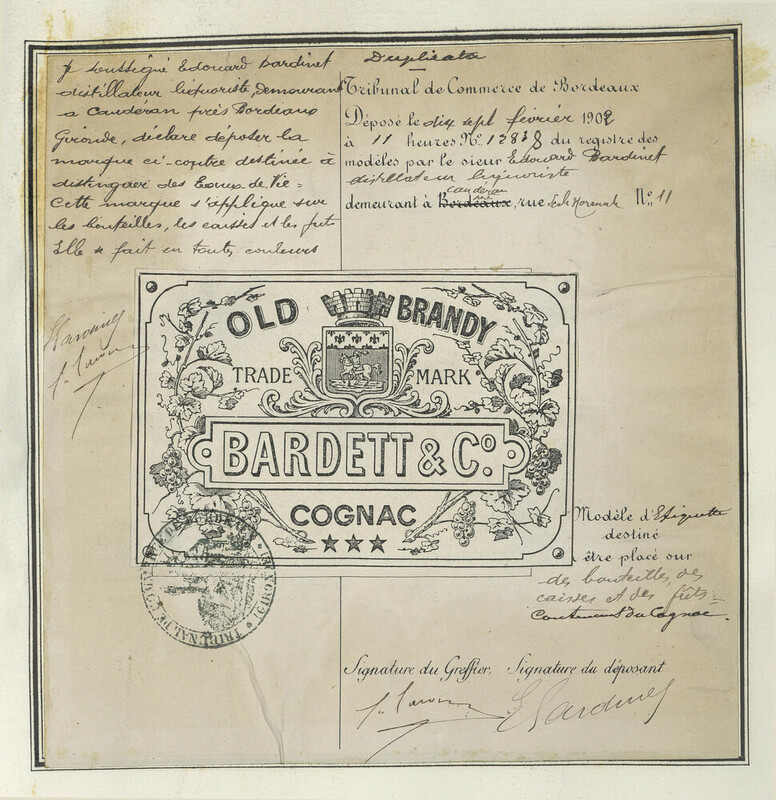 Je soussigné Edouard Bardinet
distillateur liquoriste, demeurant
a Caudéran près Bordeaux
Gironde, déclare déposer la
marque ci-contre destinée à
distinguer des Eaux de Vie=
Cette marque s'applique sur
les bouteilles, les caisses et les fûts
Elle se fait en toutes couleurs
Duplicata
Tribunal de Commerce de Bordeaux
Déposé le dix sept février 1902
à 11 heures No. 12818 du registre des
modèles par le sieur Edouard Bardinet
distillateur liquoriste
caudéran
demeurant à Bordeaux, rue No. 11
OLD BRANDY
TRADE MARK
BARDETT & Co.
COGNAC
Modèle d'Etiquette
destiné
à être placé sur
des bouteilles, des
caisses et des fûts=
Contenant du Cognac.
TRIBUNAL DE
Signature du Greffier. Signature du déposant
E Bardinet